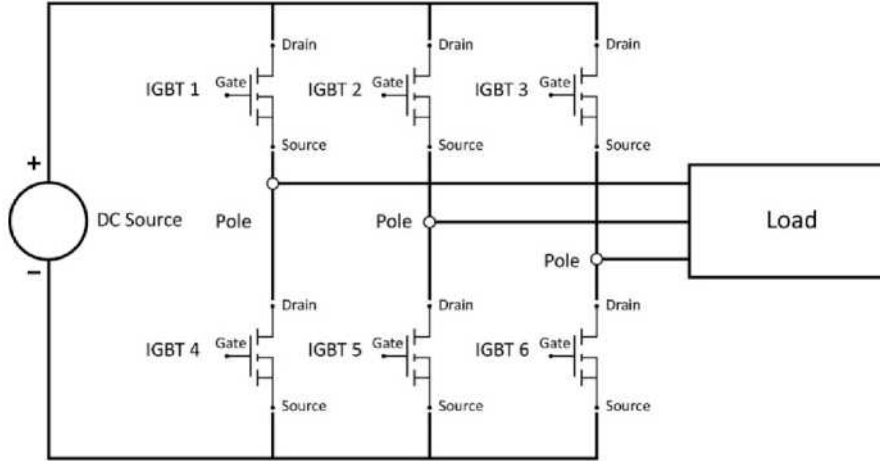 Drain
Drain
Drain
IGBT 1
Gate
IGBT 2
Gate
IGBT 3
Gate
Source
Source
Source
+
DC Source
Pole
Pole
Pole
Load
−
Drain
Drain
Drain
IGBT 4
Gate
IGBT 5
Gate
IGBT 6
Gate
Source
Source
Source